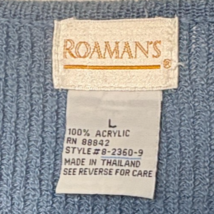 ROAMAN'S
®
L
100% ACRYLIC
RN 88842
STYLE#8-2360-9
MADE IN THAILAND
SEE REVERSE FOR CARE